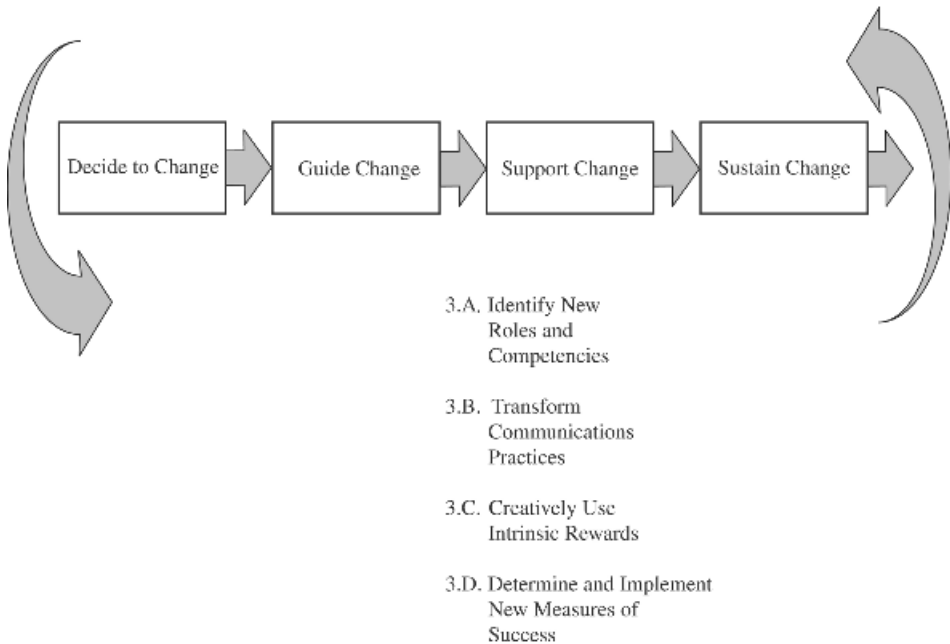 Decide to Change
Guide Change
Support Change
Sustain Change
3.A. Identify New
Roles and
Competencies
3.B. Transform
Communications
Practices
3.C. Creatively Use
Intrinsic Rewards
3.D. Determine and Implement
New Measures of
Success